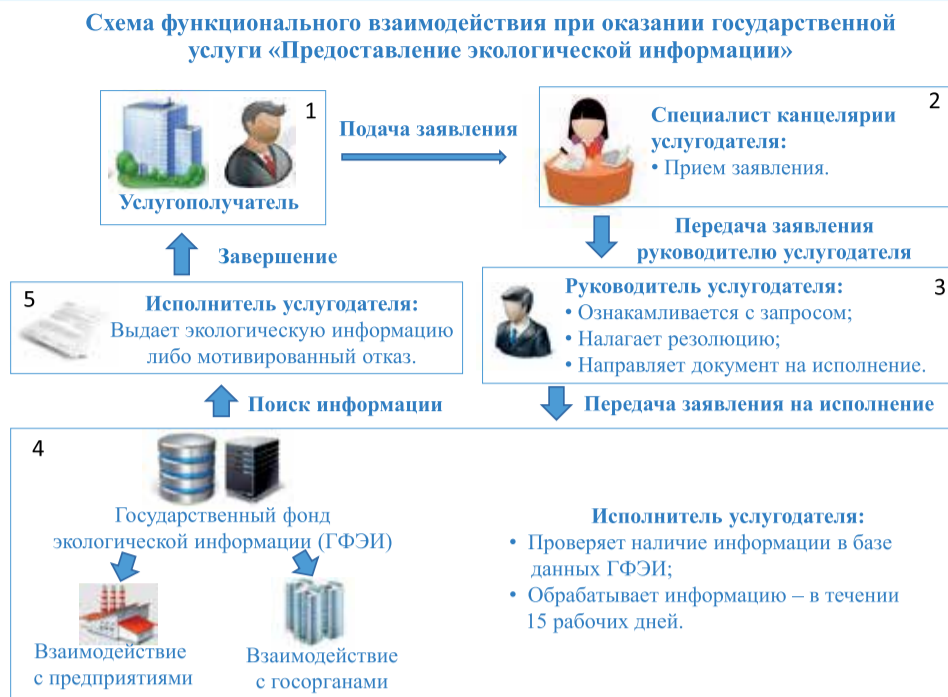 Схема функционального взаимодействия при оказании государственной
услуги «Предоставление экологической информации»
1
Услугополучатель
Подача заявления
2
Специалист канцелярии
услугодателя:
• Прием заявления.
Передача заявления
руководителю услугодателя
3
Руководитель услугодателя:
• Ознакамливается с запросом;
• Налагает резолюцию;
• Направляет документ на исполнение.
Передача заявления на исполнение
4
Государственный фонд
экологической информации (ГФЭИ)
Взаимодействие
с предприятиями
Взаимодействие
с госорганами
Исполнитель услугодателя:
• Проверяет наличие информации в базе
данных ГФЭИ;
• Обрабатывает информацию – в течении
15 рабочих дней.
Поиск информации
5
Исполнитель услугодателя:
Выдает экологическую информацию
либо мотивированный отказ.
Завершение